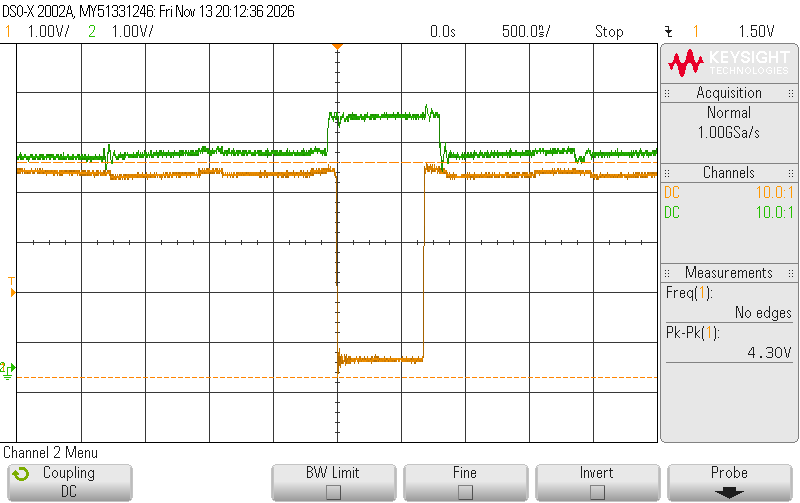 DSO-X 2002A, MY51331246: Fri Nov 13 20:12:36 2026
1 1.00V/ 2 1.00V/ 0.0s 500.0ns/ Stop 1 1.50V
KEYSIGHT
TECHNOLOGIES
Acquisition
Normal
1.00GSa/s
Channels
DC 10.0:1
DC 10.0:1
Measurements
Freq(1):
No edges
Pk-Pk(1):
4.30V
T
2
Channel 2 Menu
Coupling
DC
BW Limit
Fine
Invert
Probe